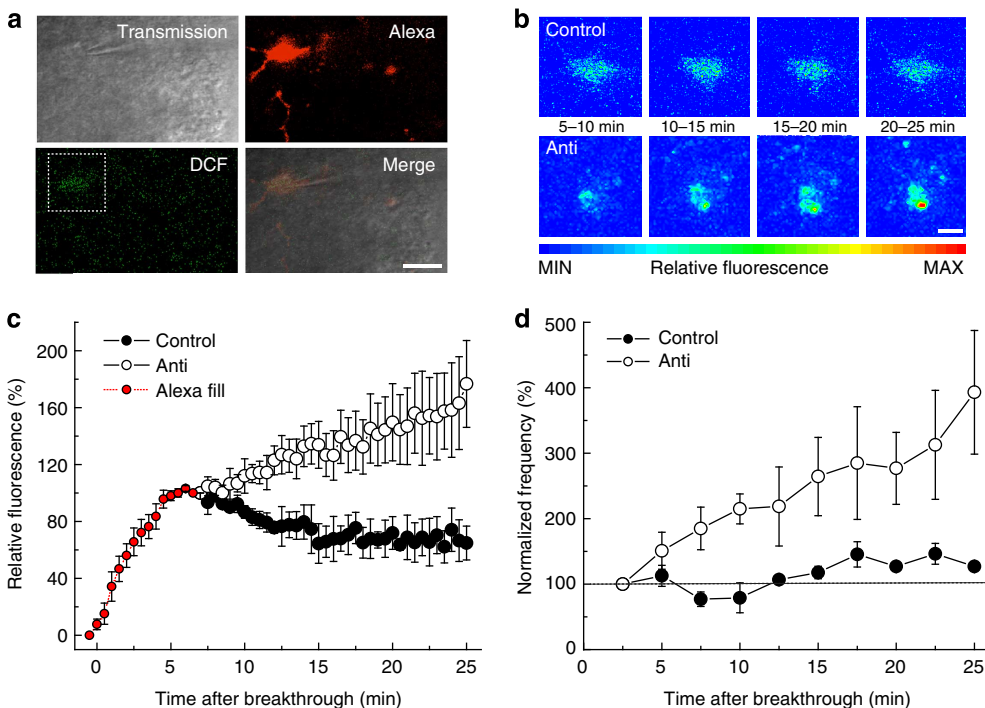 a
Transmission
Alexa
DCF
Merge
b
Control
5–10 min
10–15 min
15–20 min
20–25 min
Anti
MIN
Relative fluorescence
MAX
c
Control
Anti
Alexa fill
Relative fluorescence (%)
200
160
120
80
40
0
0
5
10
15
20
25
Time after breakthrough (min)
d
Control
Anti
Normalized frequency (%)
500
400
300
200
100
0
5
10
15
20
25
Time after breakthrough (min)